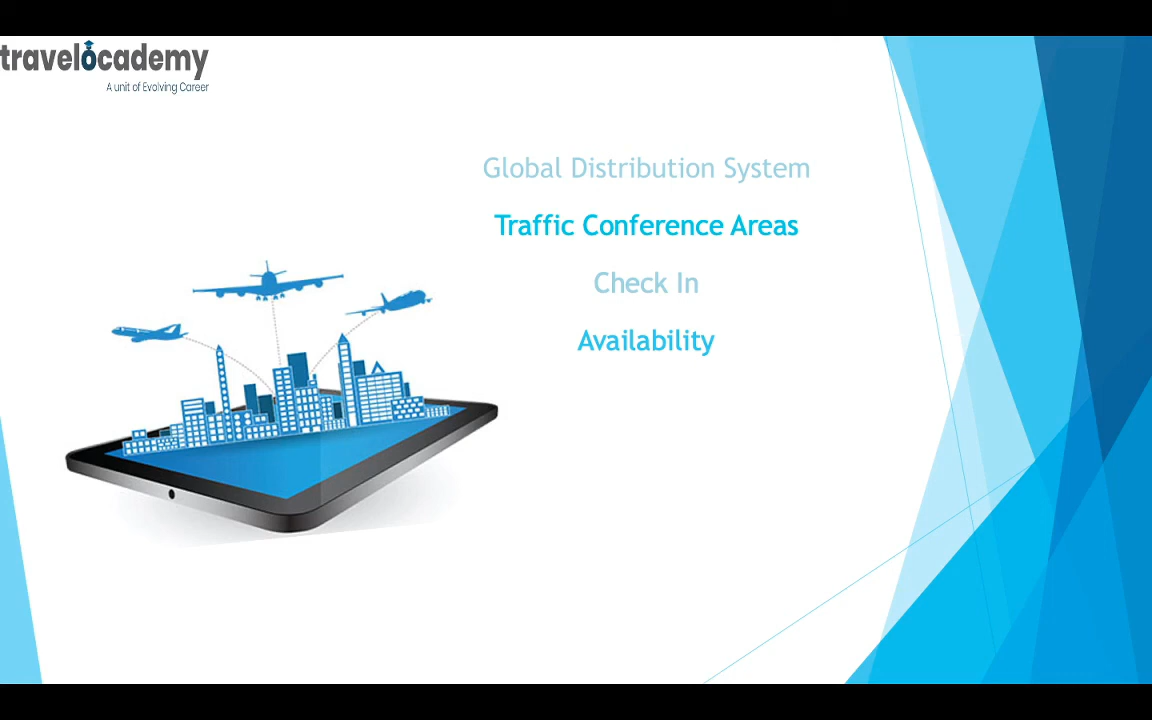 travelocademy
A unit of Evolving Career
Global Distribution System
Traffic Conference Areas
Check In
Availability